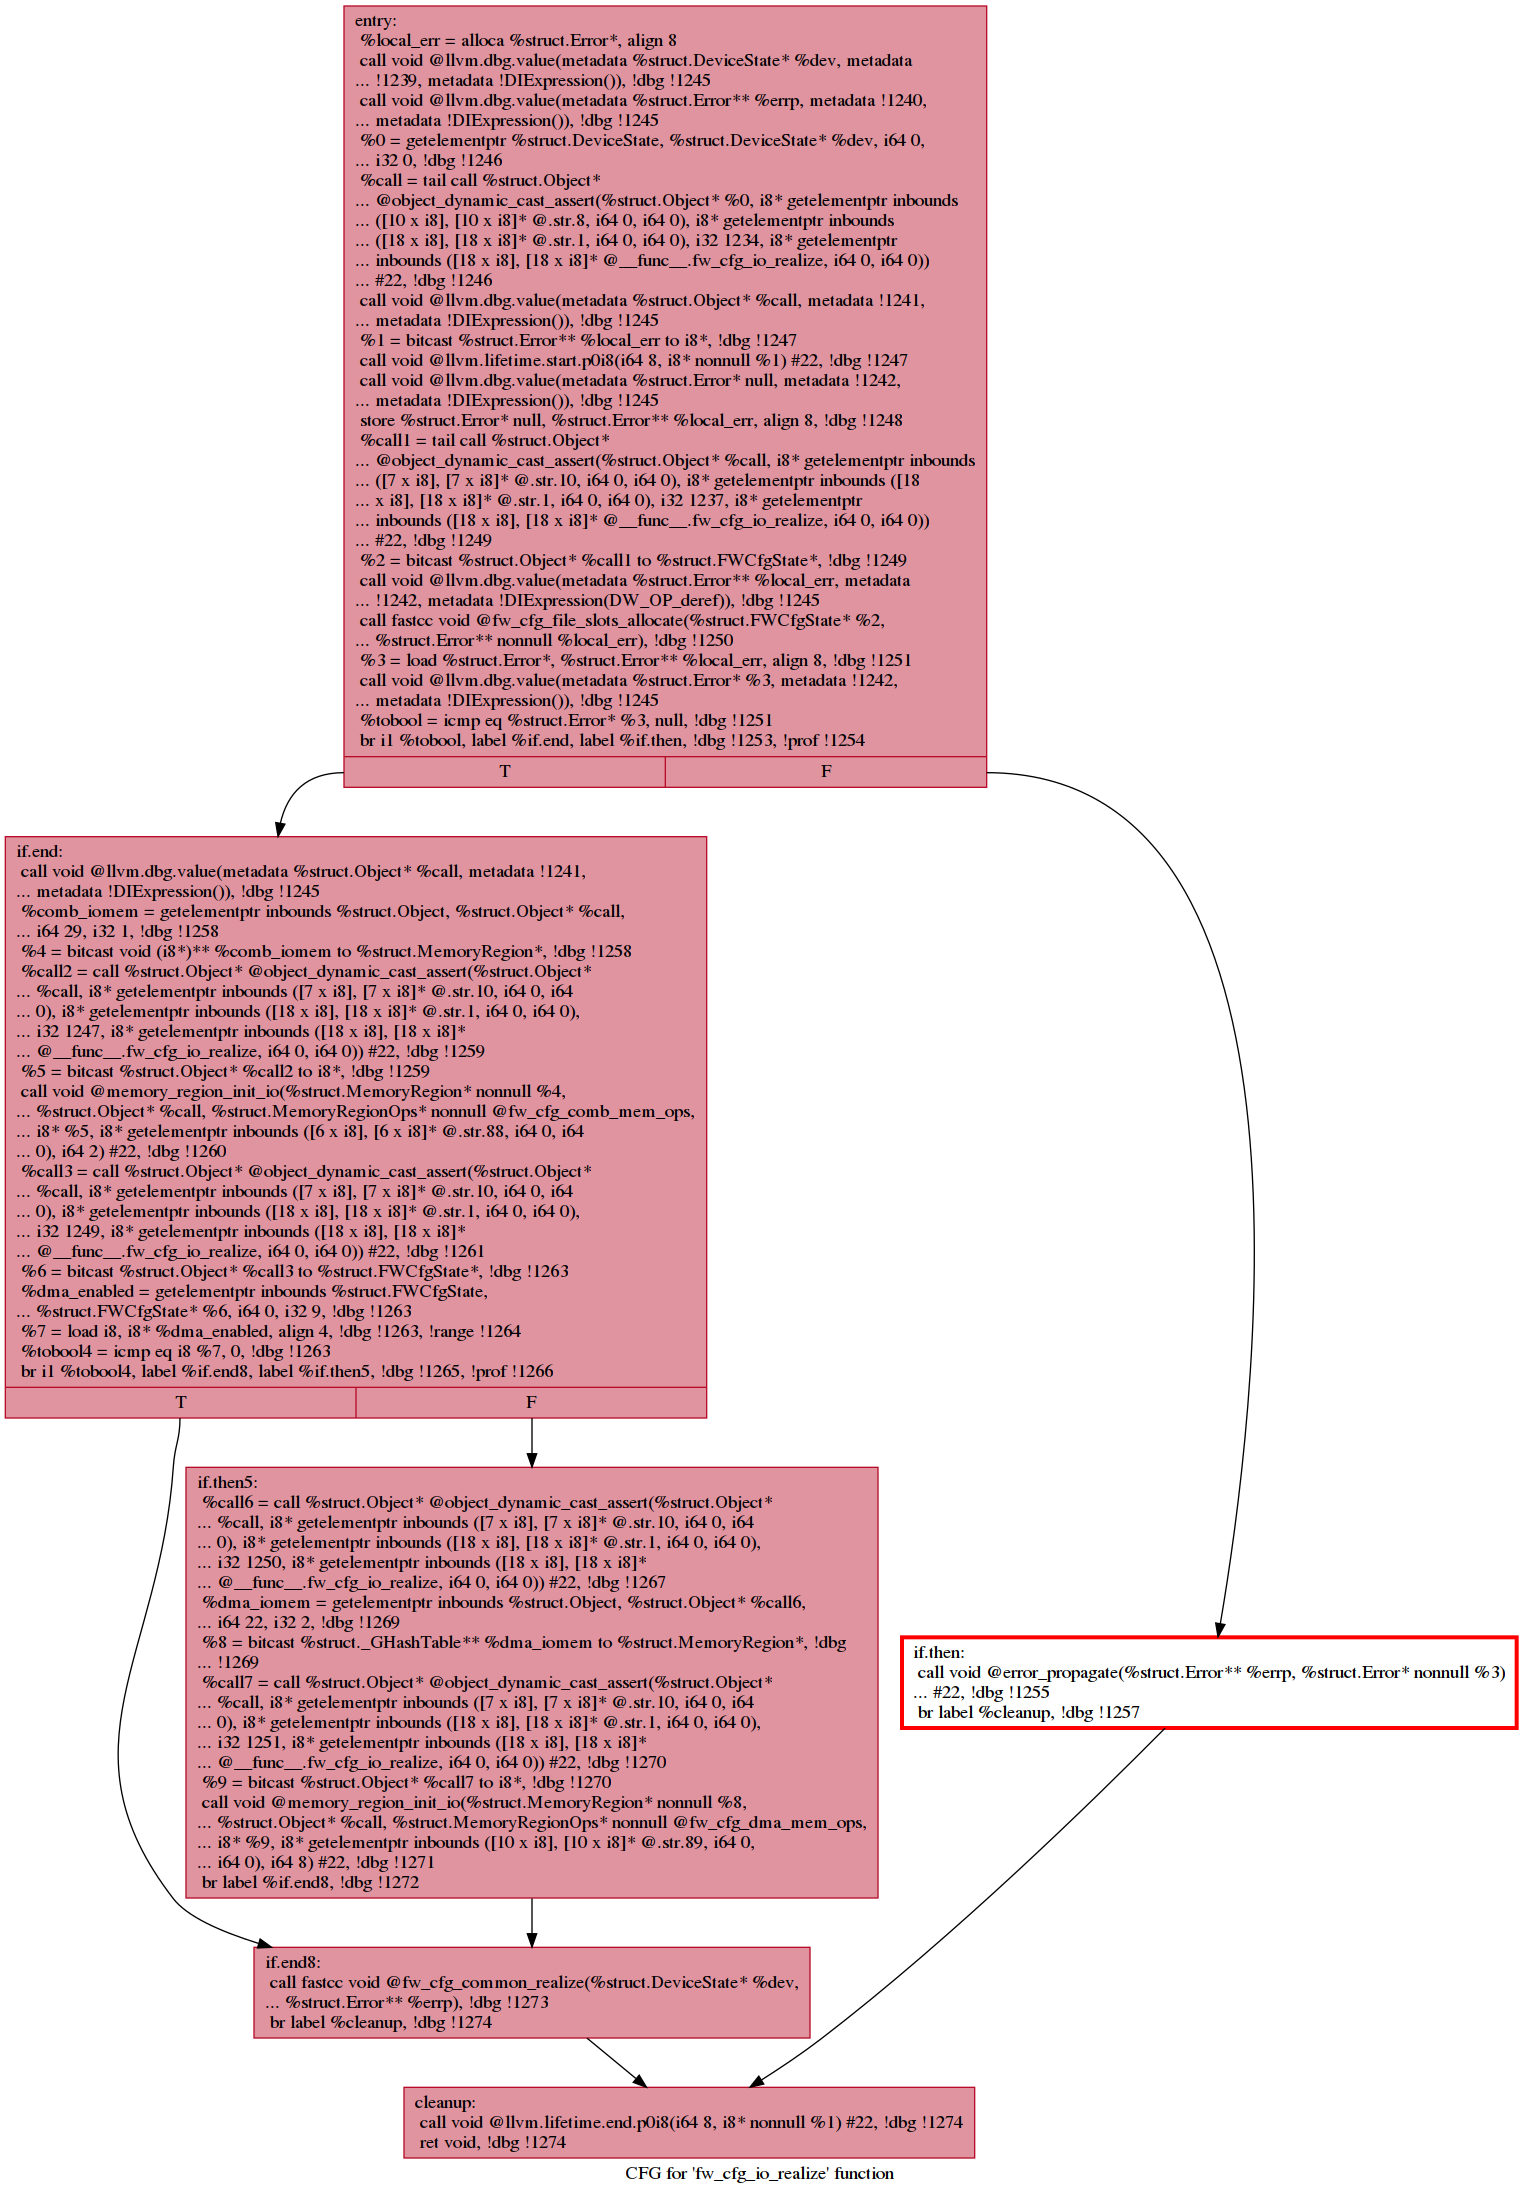 entry:
%local_err = alloca %struct.Error*, align 8
call void @llvm.dbg.value(metadata %struct.DeviceState* %dev, metadata
... !1239, metadata !DIExpression()), !dbg !1245
call void @llvm.dbg.value(metadata %struct.Error** %errp, metadata !1240,
... metadata !DIExpression()), !dbg !1245
%0 = getelementptr %struct.DeviceState, %struct.DeviceState* %dev, i64 0,
... i32 0, !dbg !1246
%call = tail call %struct.Object*
... @object_dynamic_cast_assert(%struct.Object* %0, i8* getelementptr inbounds
... ([10 x i8], [10 x i8]* @.str.8, i64 0, i64 0), i8* getelementptr inbounds
... ([18 x i8], [18 x i8]* @.str.1, i64 0, i64 0), i32 1234, i8* getelementptr
... inbounds ([18 x i8], [18 x i8]* @__func__.fw_cfg_io_realize, i64 0, i64 0))
... #22, !dbg !1246
call void @llvm.dbg.value(metadata %struct.Object* %call, metadata !1241,
... metadata !DIExpression()), !dbg !1245
%1 = bitcast %struct.Error** %local_err to i8*, !dbg !1247
call void @llvm.lifetime.start.p0i8(i64 8, i8* nonnull %1) #22, !dbg !1247
call void @llvm.dbg.value(metadata %struct.Error* null, metadata !1242,
... metadata !DIExpression()), !dbg !1245
store %struct.Error* null, %struct.Error** %local_err, align 8, !dbg !1248
%call1 = tail call %struct.Object*
... @object_dynamic_cast_assert(%struct.Object* %call, i8* getelementptr inbounds
... ([7 x i8], [7 x i8]* @.str.10, i64 0, i64 0), i8* getelementptr inbounds ([18
... x i8], [18 x i8]* @.str.1, i64 0, i64 0), i32 1237, i8* getelementptr
... inbounds ([18 x i8], [18 x i8]* @__func__.fw_cfg_io_realize, i64 0, i64 0))
... #22, !dbg !1249
%2 = bitcast %struct.Object* %call1 to %struct.FWCfgState*, !dbg !1249
call void @llvm.dbg.value(metadata %struct.Error** %local_err, metadata
... !1242, metadata !DIExpression(DW_OP_deref)), !dbg !1245
call fastcc void @fw_cfg_file_slots_allocate(%struct.FWCfgState* %2,
... %struct.Error** nonnull %local_err), !dbg !1250
%3 = load %struct.Error*, %struct.Error** %local_err, align 8, !dbg !1251
call void @llvm.dbg.value(metadata %struct.Error* %3, metadata !1242,
... metadata !DIExpression()), !dbg !1245
%tobool = icmp eq %struct.Error* %3, null, !dbg !1251
br i1 %tobool, label %if.end, label %if.then, !dbg !1253, !prof !1254
T F
if.end:
call void @llvm.dbg.value(metadata %struct.Object* %call, metadata !1241,
... metadata !DIExpression()), !dbg !1245
%comb_iomem = getelementptr inbounds %struct.Object, %struct.Object* %call,
... i64 29, i32 1, !dbg !1258
%4 = bitcast void (i8*)** %comb_iomem to %struct.MemoryRegion*, !dbg !1258
%call2 = call %struct.Object* @object_dynamic_cast_assert(%struct.Object*
... %call, i8* getelementptr inbounds ([7 x i8], [7 x i8]* @.str.10, i64 0, i64
... 0), i8* getelementptr inbounds ([18 x i8], [18 x i8]* @.str.1, i64 0, i64 0),
... i32 1247, i8* getelementptr inbounds ([18 x i8], [18 x i8]*
... @__func__.fw_cfg_io_realize, i64 0, i64 0)) #22, !dbg !1259
%5 = bitcast %struct.Object* %call2 to i8*, !dbg !1259
call void @memory_region_init_io(%struct.MemoryRegion* nonnull %4,
... %struct.Object* %call, %struct.MemoryRegionOps* nonnull @fw_cfg_comb_mem_ops,
... i8* %5, i8* getelementptr inbounds ([6 x i8], [6 x i8]* @.str.88, i64 0, i64
... 0), i64 2) #22, !dbg !1260
%call3 = call %struct.Object* @object_dynamic_cast_assert(%struct.Object*
... %call, i8* getelementptr inbounds ([7 x i8], [7 x i8]* @.str.10, i64 0, i64
... 0), i8* getelementptr inbounds ([18 x i8], [18 x i8]* @.str.1, i64 0, i64 0),
... i32 1249, i8* getelementptr inbounds ([18 x i8], [18 x i8]*
... @__func__.fw_cfg_io_realize, i64 0, i64 0)) #22, !dbg !1261
%6 = bitcast %struct.Object* %call3 to %struct.FWCfgState*, !dbg !1263
%dma_enabled = getelementptr inbounds %struct.FWCfgState,
... %struct.FWCfgState* %6, i64 0, i32 9, !dbg !1263
%7 = load i8, i8* %dma_enabled, align 4, !dbg !1263, !range !1264
%tobool4 = icmp eq i8 %7, 0, !dbg !1263
br i1 %tobool4, label %if.end8, label %if.then5, !dbg !1265, !prof !1266
T F
if.then5:
%call6 = call %struct.Object* @object_dynamic_cast_assert(%struct.Object*
... %call, i8* getelementptr inbounds ([7 x i8], [7 x i8]* @.str.10, i64 0, i64
... 0), i8* getelementptr inbounds ([18 x i8], [18 x i8]* @.str.1, i64 0, i64 0),
... i32 1250, i8* getelementptr inbounds ([18 x i8], [18 x i8]*
... @__func__.fw_cfg_io_realize, i64 0, i64 0)) #22, !dbg !1267
%dma_iomem = getelementptr inbounds %struct.Object, %struct.Object* %call6,
... i64 22, i32 2, !dbg !1269
%8 = bitcast %struct._GHashTable** %dma_iomem to %struct.MemoryRegion*, !dbg
... !1269
%call7 = call %struct.Object* @object_dynamic_cast_assert(%struct.Object*
... %call, i8* getelementptr inbounds ([7 x i8], [7 x i8]* @.str.10, i64 0, i64
... 0), i8* getelementptr inbounds ([18 x i8], [18 x i8]* @.str.1, i64 0, i64 0),
... i32 1251, i8* getelementptr inbounds ([18 x i8], [18 x i8]*
... @__func__.fw_cfg_io_realize, i64 0, i64 0)) #22, !dbg !1270
%9 = bitcast %struct.Object* %call7 to i8*, !dbg !1270
call void @memory_region_init_io(%struct.MemoryRegion* nonnull %8,
... %struct.Object* %call, %struct.MemoryRegionOps* nonnull @fw_cfg_dma_mem_ops,
... i8* %9, i8* getelementptr inbounds ([10 x i8], [10 x i8]* @.str.89, i64 0,
... i64 0), i64 8) #22, !dbg !1271
br label %if.end8, !dbg !1272
if.then:
call void @error_propagate(%struct.Error** %errp, %struct.Error* nonnull %3)
... #22, !dbg !1255
br label %cleanup, !dbg !1257
if.end8:
call fastcc void @fw_cfg_common_realize(%struct.DeviceState* %dev,
... %struct.Error** %errp), !dbg !1273
br label %cleanup, !dbg !1274
cleanup:
call void @llvm.lifetime.end.p0i8(i64 8, i8* nonnull %1) #22, !dbg !1274
ret void, !dbg !1274
CFG for 'fw_cfg_io_realize' function